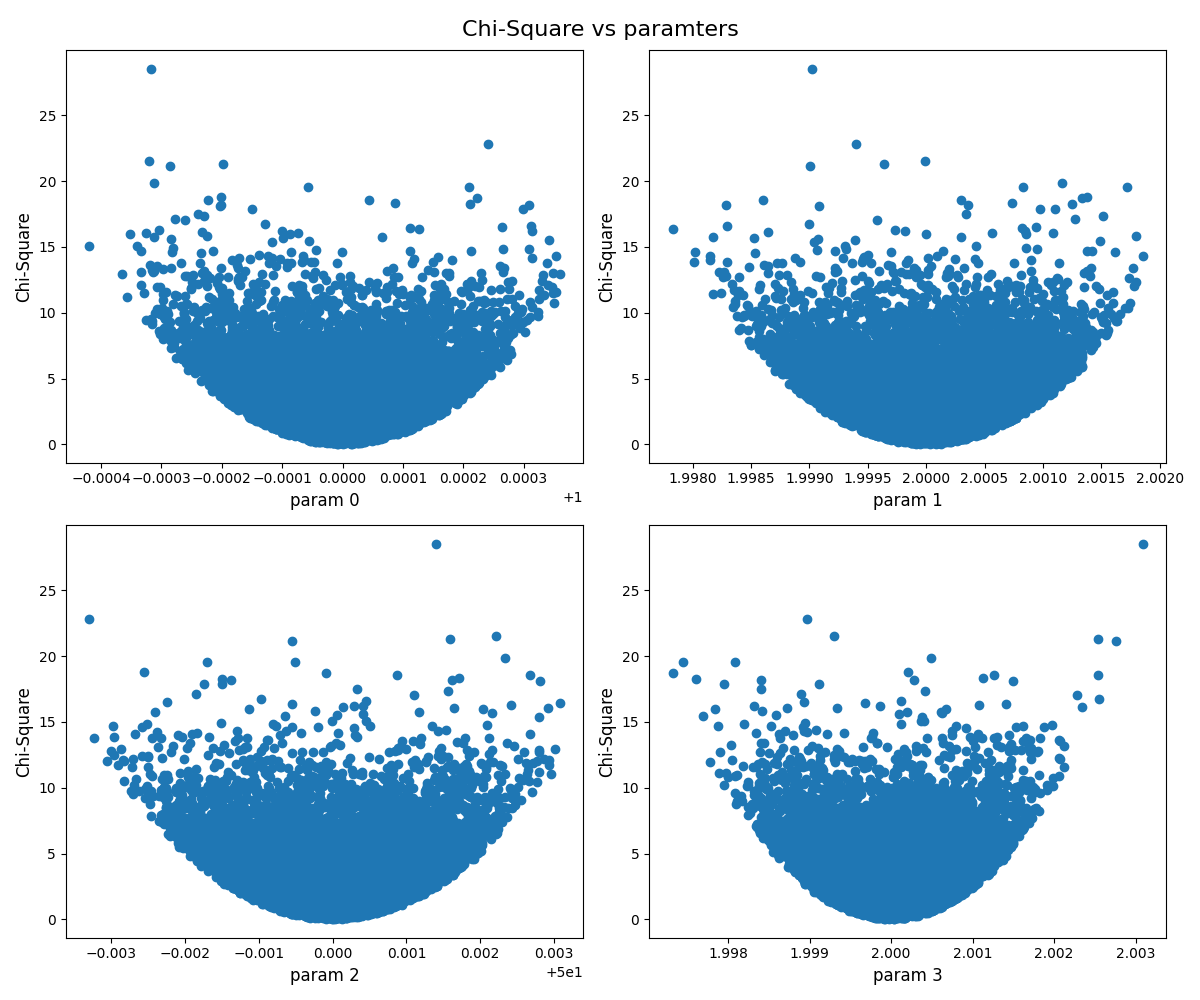 Chi-Square vs paramters
25
20
15
10
5
0
Chi-Square
−0.0004 −0.0003 −0.0002 −0.0001 0.0000 0.0001 0.0002 0.0003
+1
param 0
25
20
15
10
5
0
Chi-Square
1.9980 1.9985 1.9990 1.9995 2.0000 2.0005 2.0010 2.0015 2.0020
param 1
25
20
15
10
5
0
Chi-Square
−0.003 −0.002 −0.001 0.000 0.001 0.002 0.003
+5e1
param 2
25
20
15
10
5
0
Chi-Square
1.998 1.999 2.000 2.001 2.002 2.003
param 3